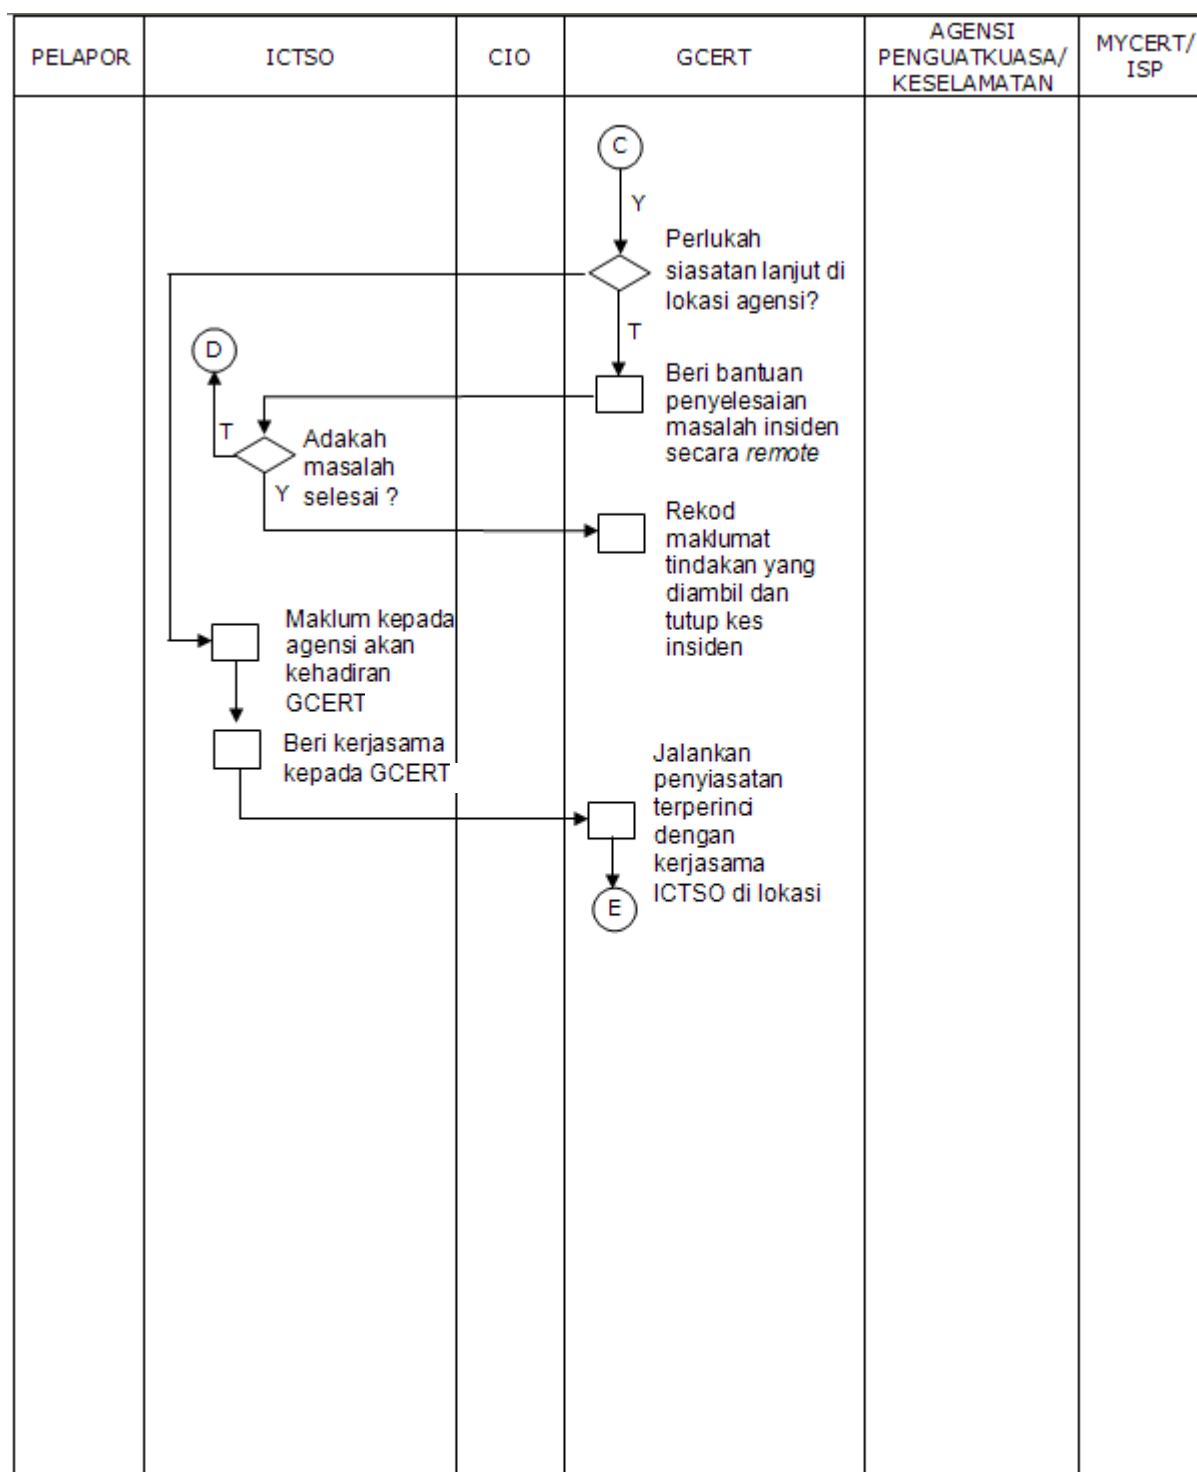 PELAPOR
ICTSO
CIO
GCERT
AGENSI
PENGUATKUASA/
KESELAMATAN
MYCERT/
ISP
C
Y
Perlukah
siasatan lanjut di
lokasi agensi?
T
D
Beri bantuan
penyelesaian
masalah insiden
secara remote
T
Adakah
masalah
selesai ?
Y
Rekod
maklumat
tindakan yang
diambil dan
tutup kes
insiden
Maklum kepada
agensi akan
kehadiran
GCERT
Beri kerjasama
kepada GCERT
Jalankan
penyiasatan
terperinci
dengan
kerjasama
ICTSO di lokasi
E